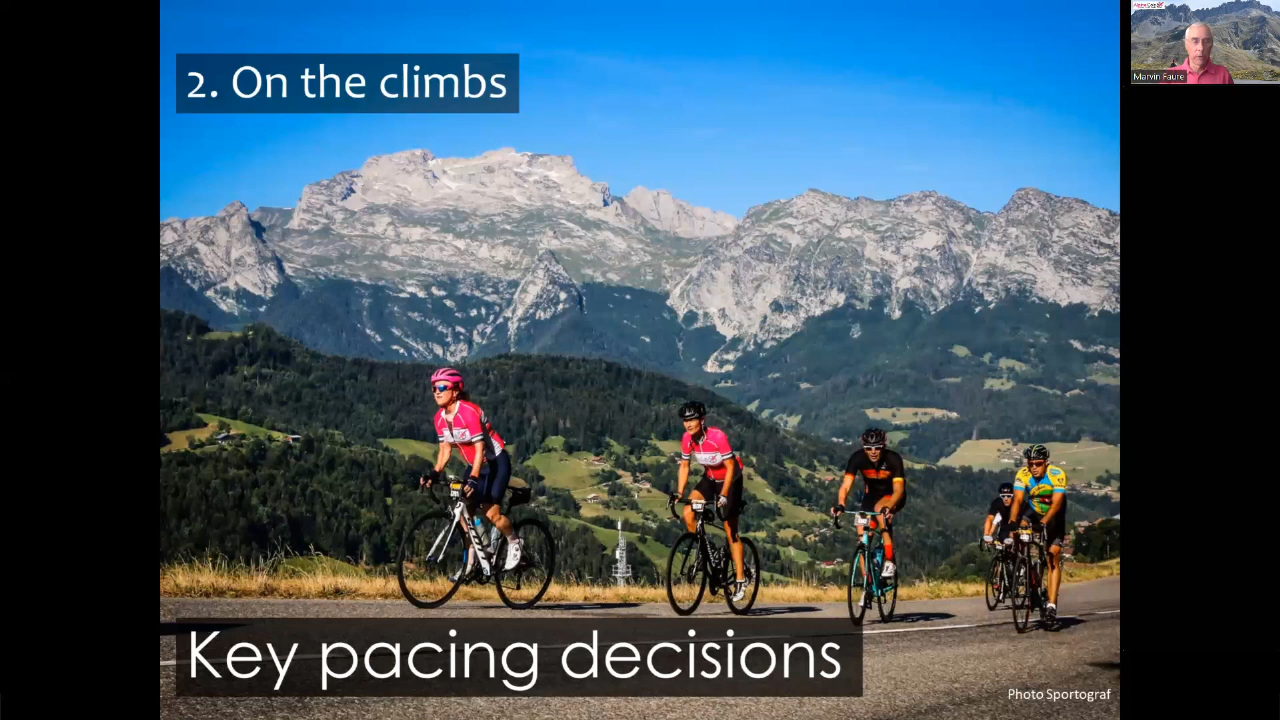 2. On the climbs
Marvin Faure
Key pacing decisions
Photo Sportograf